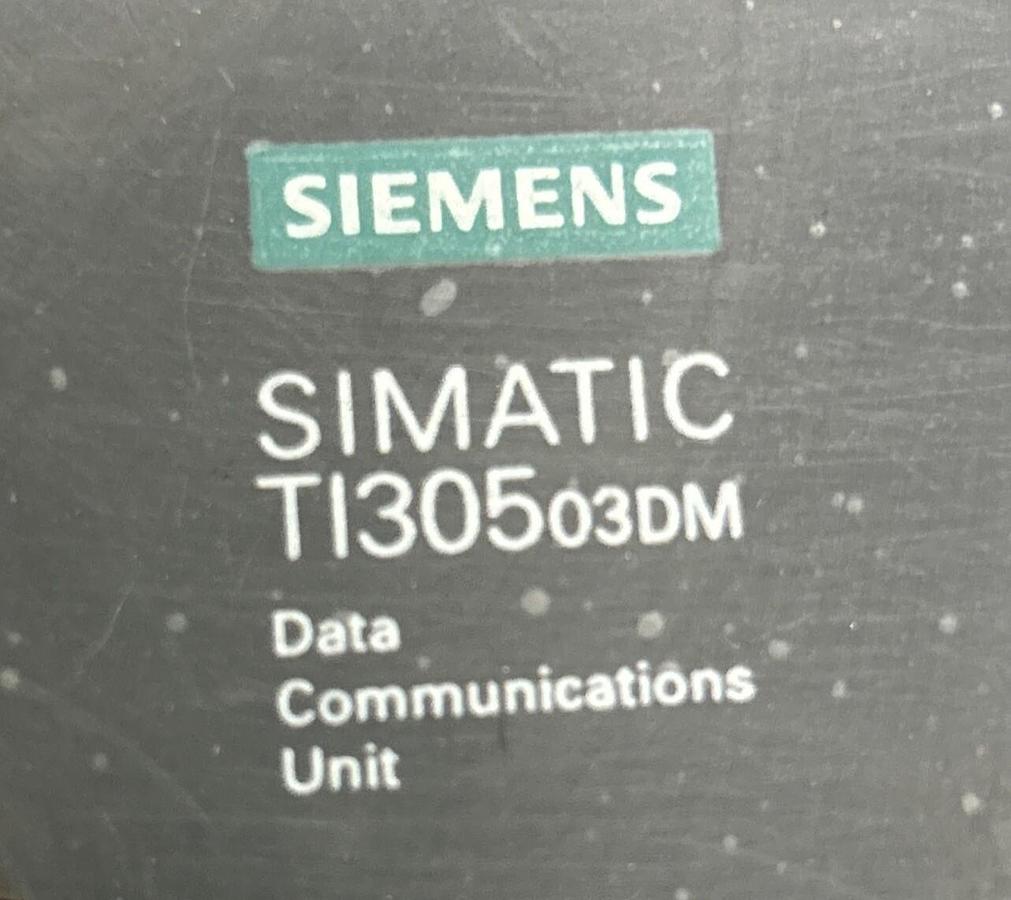 SIEMENS
SIMATIC
TI30503DM
Data
Communications
Unit